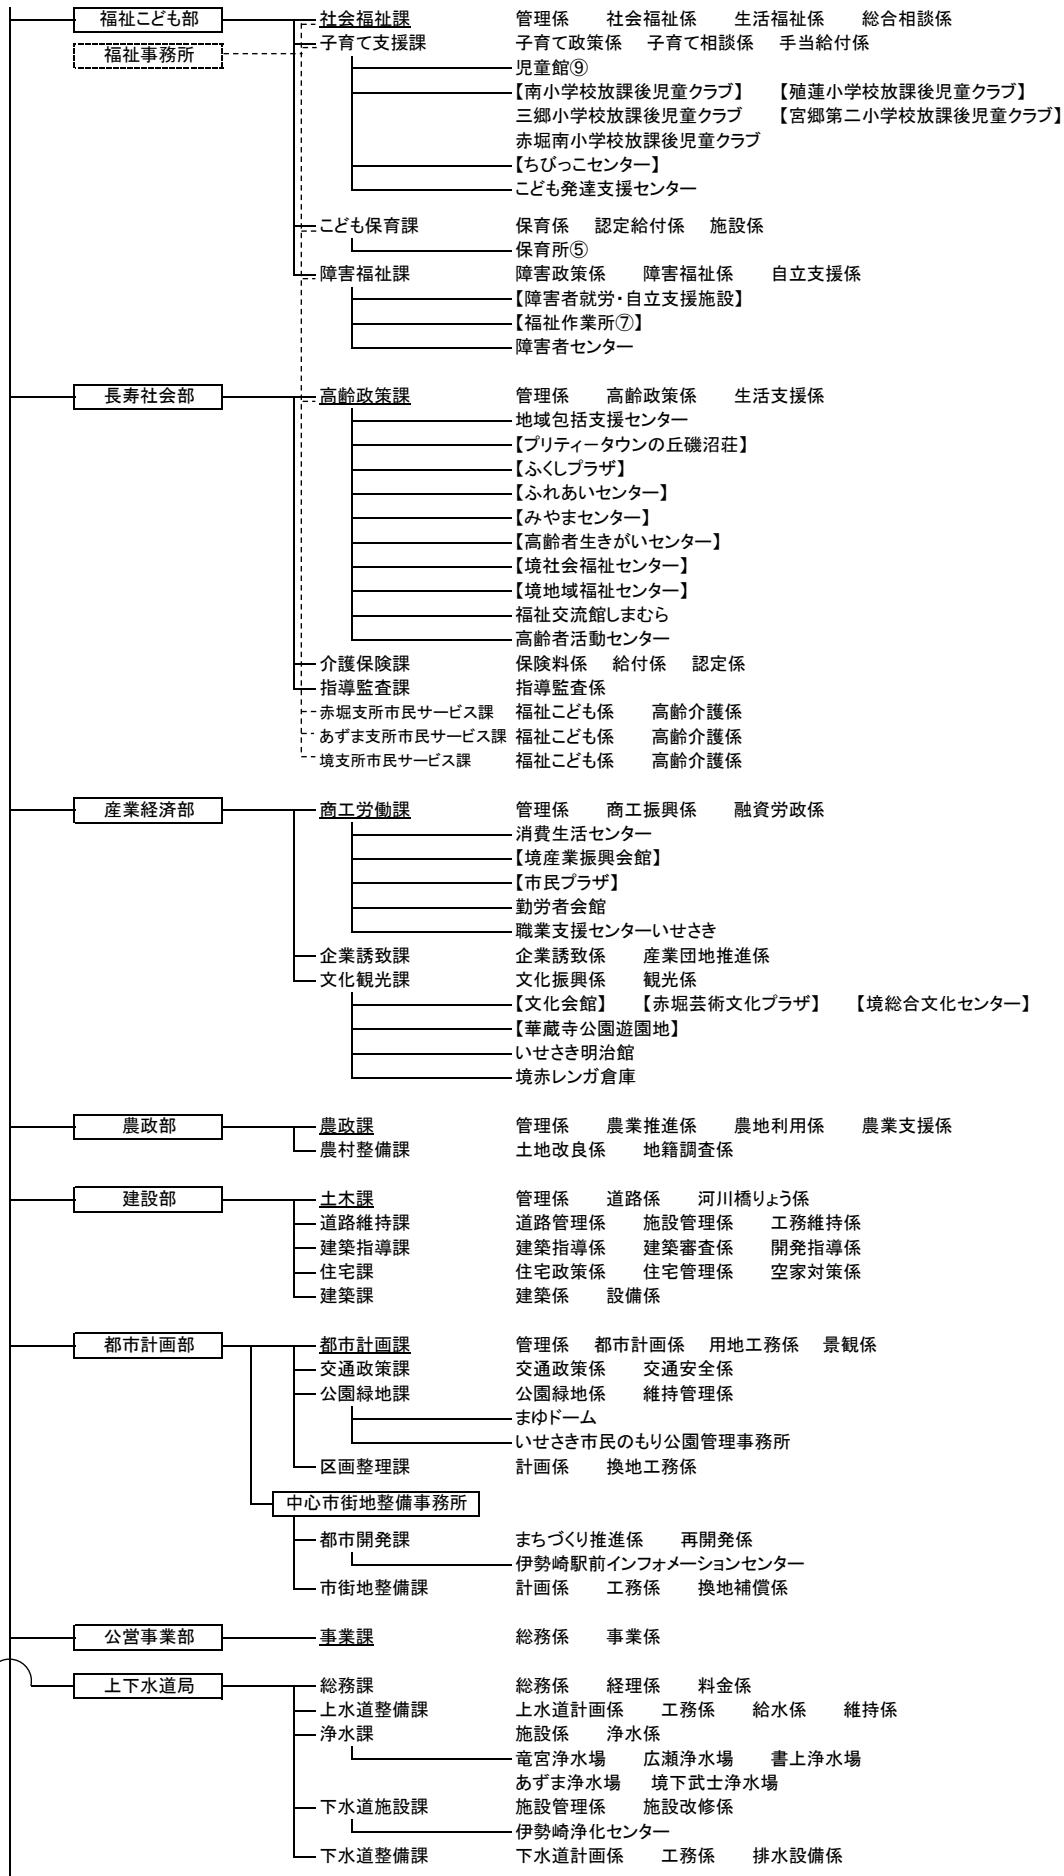 福祉こども部 社会福祉課 管理係 社会福祉係 生活福祉係 総合相談係
子育て支援課 子育て政策係 子育て相談係 手当給付係
福祉事務所
児童館⑨
【南小学校放課後児童クラブ】 【殖蓮小学校放課後児童クラブ】
三郷小学校放課後児童クラブ 【宮郷第二小学校放課後児童クラブ】
赤堀南小学校放課後児童クラブ
【ちびっこセンター】
こども発達支援センター
こども保育課 保育係 認定給付係 施設係
保育所⑤
障害福祉課 障害政策係 障害福祉係 自立支援係
【障害者就労・自立支援施設】
【福祉作業所⑦】
障害者センター
長寿社会部 高齢政策課 管理係 高齢政策係 生活支援係
地域包括支援センター
【プリティータウンの丘磯沼荘】
【ふくしプラザ】
【ふれあいセンター】
【みやまセンター】
【高齢者生きがいセンター】
【境社会福祉センター】
【境地域福祉センター】
福祉交流館しまむら
高齢者活動センター
介護保険課 保険料係 給付係 認定係
指導監査課 指導監査係
赤堀支所市民サービス課 福祉こども係 高齢介護係
あずま支所市民サービス課 福祉こども係 高齢介護係
境支所市民サービス課 福祉こども係 高齢介護係
産業経済部 商工労働課 管理係 商工振興係 融資労政係
消費生活センター
【境産業振興会館】
【市民プラザ】
勤労者会館
職業支援センターいせさき
企業誘致課 企業誘致係 産業団地推進係
文化観光課 文化振興係 観光係
【文化会館】 【赤堀芸術文化プラザ】 【境総合文化センター】
【華蔵寺公園遊園地】
いせさき明治館
境赤レンガ倉庫
農政部 農政課 管理係 農業推進係 農地利用係 農業支援係
農村整備課 土地改良係 地籍調査係
建設部 土木課 管理係 道路係 河川橋りょう係
道路維持課 道路管理係 施設管理係 工務維持係
建築指導課 建築指導係 建築審査係 開発指導係
住宅課 住宅政策係 住宅管理係 空家対策係
建築課 建築係 設備係
都市計画部 都市計画課 管理係 都市計画係 用地工務係 景観係
交通政策課 交通政策係 交通安全係
公園緑地課 公園緑地係 維持管理係
まゆドーム
いせさき市民のもり公園管理事務所
区画整理課 計画係 換地工務係
中心市街地整備事務所
都市開発課 まちづくり推進係 再開発係
伊勢崎駅前インフォメーションセンター
市街地整備課 計画係 工務係 換地補償係
公営事業部 事業課 総務係 事業係
上下水道局 総務課 総務係 経理係 料金係
上水道整備課 上水道計画係 工務係 給水係 維持係
浄水課 施設係 浄水係
竜宮浄水場 広瀬浄水場 書上浄水場
あずま浄水場 境下武士浄水場
下水道施設課 施設管理係 施設改修係
伊勢崎浄化センター
下水道整備課 下水道計画係 工務係 排水設備係